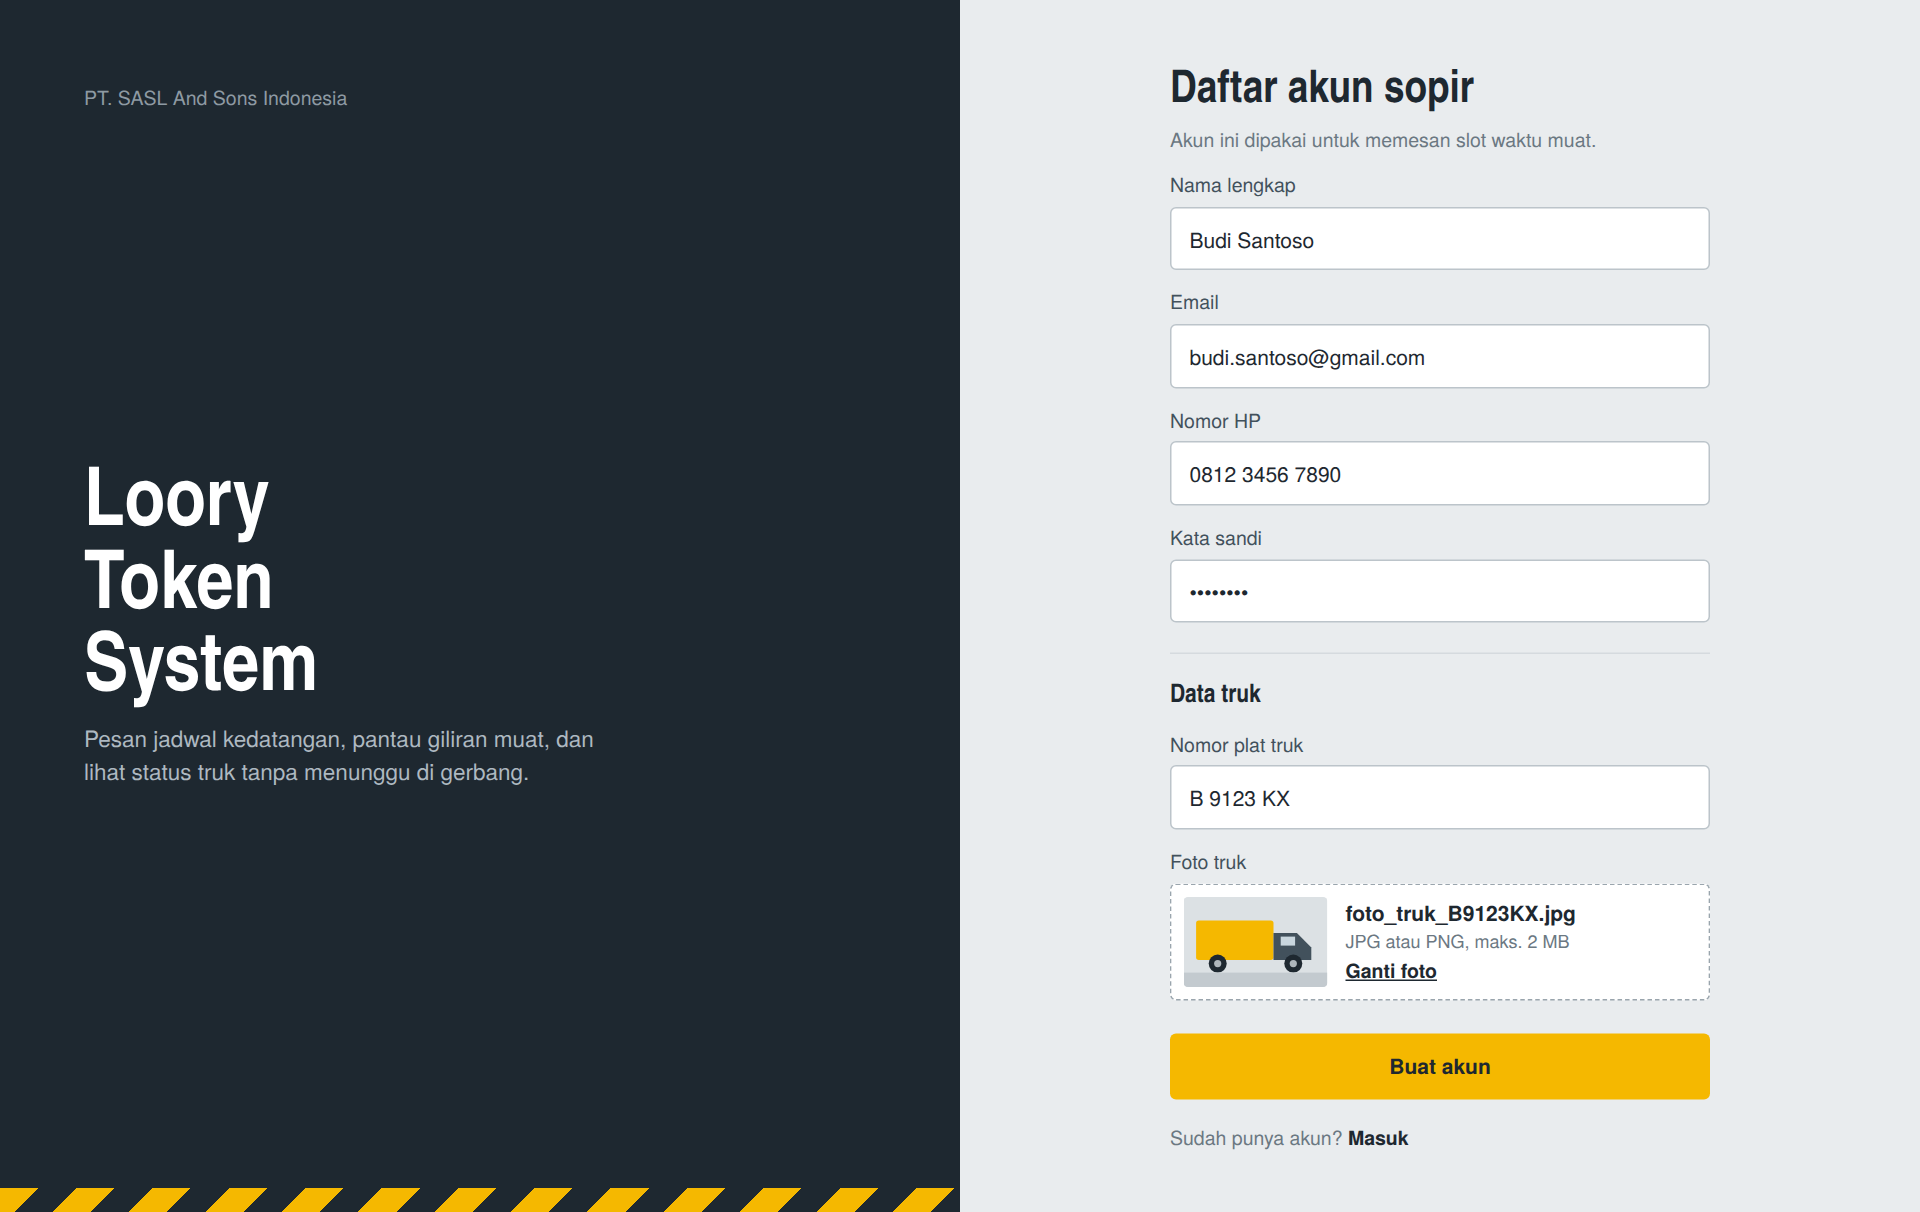 PT. SASL And Sons Indonesia
Loory
Token
System
Pesan jadwal kedatangan, pantau giliran muat, dan
lihat status truk tanpa menunggu di gerbang.
Daftar akun sopir
Akun ini dipakai untuk memesan slot waktu muat.
Nama lengkap
Budi Santoso
Email
budi.santoso@gmail.com
Nomor HP
0812 3456 7890
Kata sandi
••••••••
Data truk
Nomor plat truk
B 9123 KX
Foto truk
foto_truk_B9123KX.jpg
JPG atau PNG, maks. 2 MB
Ganti foto
Buat akun
Sudah punya akun? Masuk